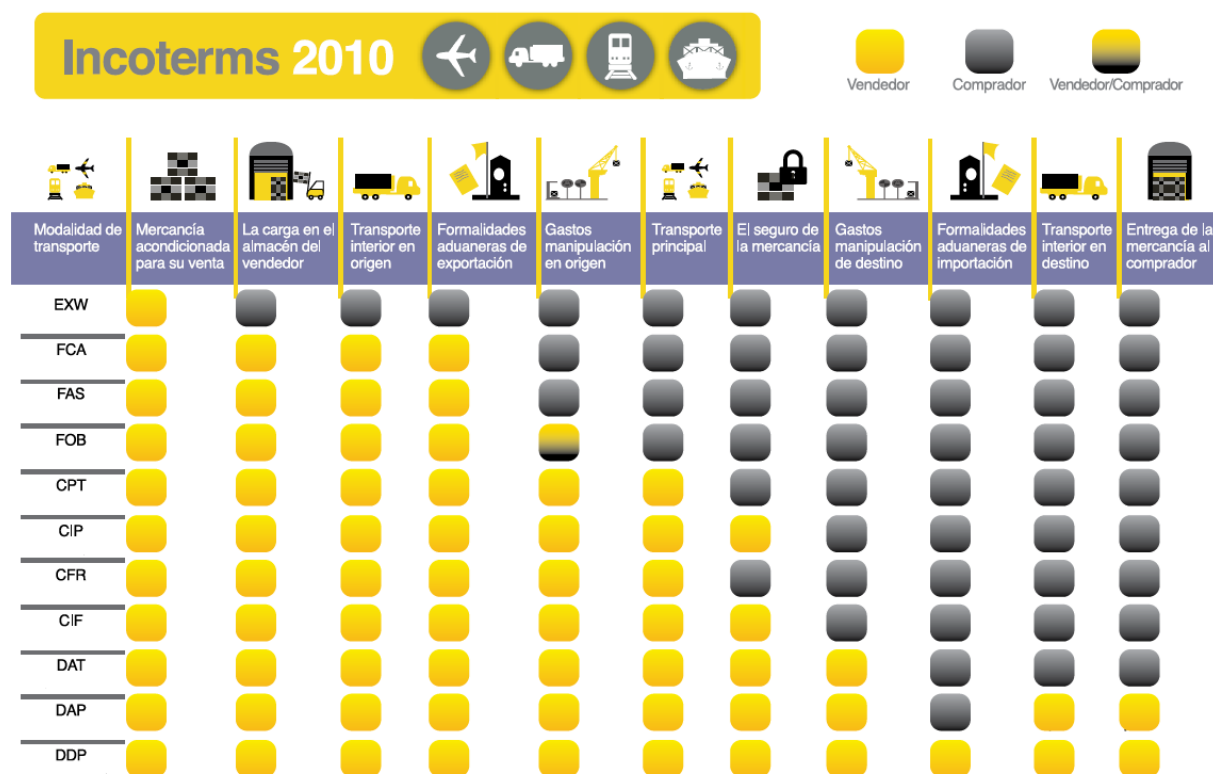 Incoterms 2010
Vendedor
Comprador
Vendedor/Comprador
Modalidad de
transporte
Mercancía
acondicionada
para su venta
La carga en el
almacén del
vendedor
Transporte
interior en
origen
Formalidades
aduaneras de
exportación
Gastos
manipulación
en origen
Transporte
principal
El seguro de
la mercancía
Gastos
manipulación
de destino
Formalidades
aduaneras de
importación
Transporte
interior en
destino
Entrega de la
mercancía al
comprador
EXW
FCA
FAS
FOB
CPT
CIP
CFR
CIF
DAT
DAP
DDP